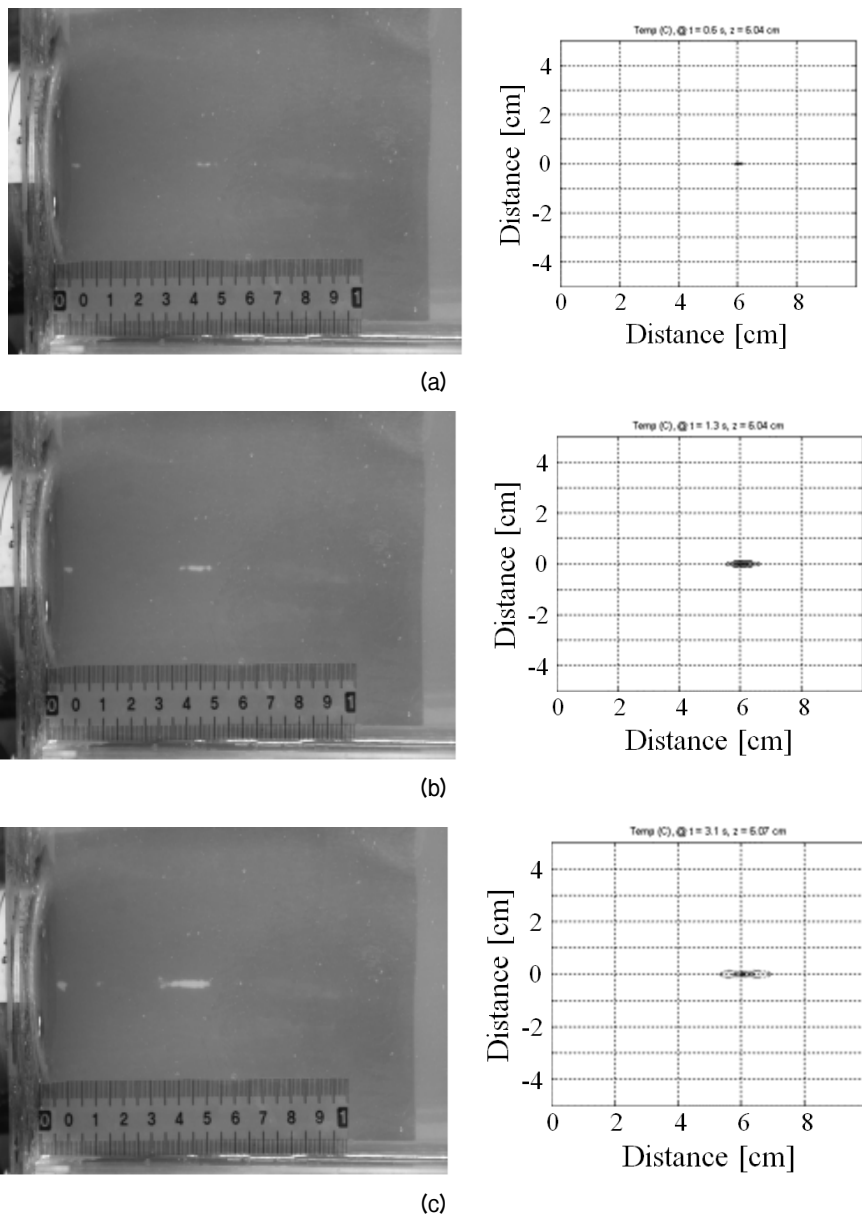 Temp (C), @ t = 0.6 s, z = 6.04 cm
Distance [cm]
4
2
0
-2
-4
0 2 4 6 8
Distance [cm]
0 0 1 2 3 4 5 6 7 8 9 1
(a)
Temp (C), @ t = 1.3 s, z = 6.04 cm
Distance [cm]
4
2
0
-2
-4
0 2 4 6 8
Distance [cm]
0 0 1 2 3 4 5 6 7 8 9 1
(b)
Temp (C), @ t = 3.1 s, z = 6.07 cm
Distance [cm]
4
2
0
-2
-4
0 2 4 6 8
Distance [cm]
0 0 1 2 3 4 5 6 7 8 9 1
(c)